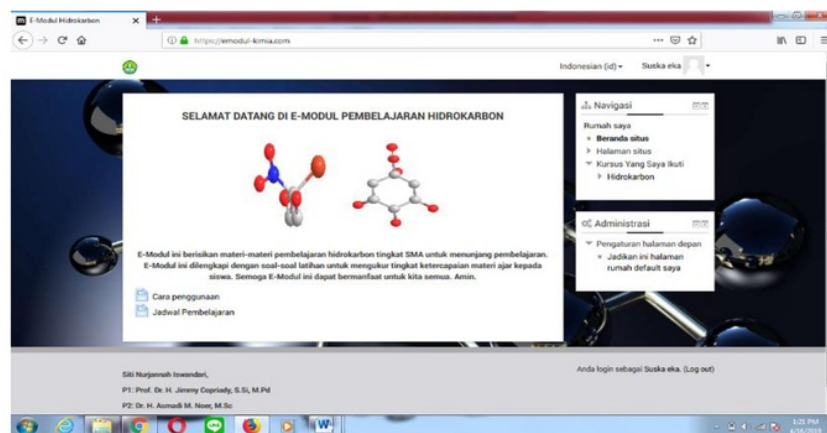 E-Modul Hidrokarbon
https://emodul-kimia.com
Indonesian (id)
Suska eka
SELAMAT DATANG DI E-MODUL PEMBELAJARAN HIDROKARBON
E-Modul ini berisikan materi-materi pembelajaran hidrokarbon tingkat SMA untuk menunjang pembelajaran.
E-Modul ini dilengkapi dengan soal-soal latihan untuk mengukur tingkat ketercapaian materi ajar kepada
siswa. Semoga E-Modul ini dapat bermanfaat untuk kita semua. Amin.
Cara penggunaan
Jadwal Pembelajaran
Navigasi
Rumah saya
Beranda situs
Halaman situs
Kursus Yang Saya Ikuti
Hidrokarbon
Administrasi
Pengaturan halaman depan
Jadikan ini halaman
rumah default saya
Siti Nurjannah Iswandari,
P1: Prof. Dr. H. Jimmy Copriady, S.Si, M.Pd
P2: Dr. H. Asmadi M. Noer, M.Sc
Anda login sebagai Suska eka. (Log out)
1:21 PM